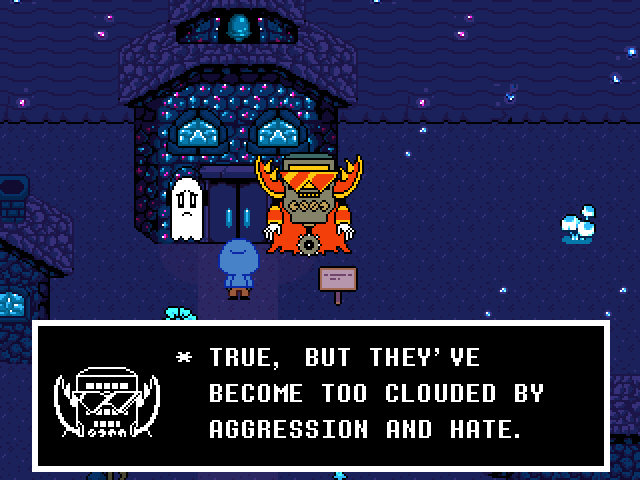 * TRUE, BUT THEY'VE
BECOME TOO CLOUDED BY
AGGRESSION AND HATE.